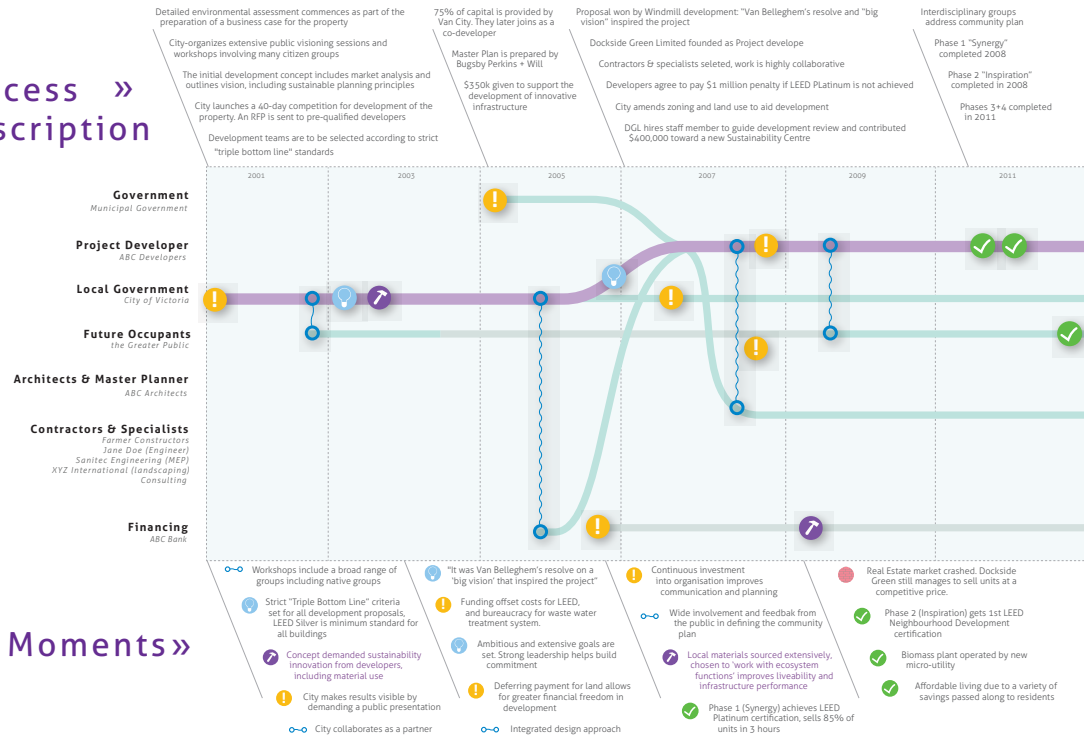 Detailed environmental assessment commences as part of the
preparation of a business case for the property
City-organizes extensive public visioning sessions and
workshops involving many citizen groups
The initial development concept includes market analysis and
outlines vision, including sustainable planning principles
City launches a 40-day competition for development of the
property. An RFP is sent to pre-qualified developers
Development teams are to be selected according to strict
"triple bottom line" standards
75% of capital is provided by
Van City. They later joins as a
co-developer
Master Plan is prepared by
Bugsby Perkins + Will
$350k given to support the
development of innovative
infrastructure
Proposal won by Windmill development: "Van Belleghem's resolve and "big
vision" inspired the project
Dockside Green Limited founded as Project develope
Contractors & specialists seleted, work is highly collaborative
Developers agree to pay $1 million penalty if LEED PLatinum is not achieved
City amends zoning and land use to aid development
DGL hires staff member to guide development review and contributed
$400,000 toward a new Sustainability Centre
Interdisciplinary groups
address community plan
Phase 1 "Synergy"
completed 2008
Phase 2 "Inspiration"
completed in 2008
Phases 3+4 completed
in 2011
cess »
scription
2001
2003
2005
2007
2009
2011
Government
Municipal Government
Project Developer
ABC Developers
Local Government
City of Victoria
Future Occupants
the Greater Public
Architects & Master Planner
ABC Architects
Contractors & Specialists
Farmer Constructors
Jane Doe (Engineer)
Sanitec Engineering (MEP)
XYZ International (landscaping)
Consulting
Financing
ABC Bank
Moments»
Workshops include a broad range of
groups including native groups
Strict "Triple Bottom Line" criteria
set for all development proposals,
LEED Silver is minimum standard for
all buildings
Concept demanded sustainability
innovation from developers,
including material use
City makes results visible by
demanding a public presentation
City collaborates as a partner
"It was Van Belleghem's resolve on a
'big vision' that inspired the project"
Funding offset costs for LEED,
and bureaucracy for waste water
treatment system.
Ambitious and extensive goals are
set. Strong leadership helps build
commitment
Deferring payment for land allows
for greater financial freedom in
development
Integrated design approach
Continuous investment
into organisation improves
communication and planning
Wide involvement and feedbak from
the public in defining the community
plan
Local materials sourced extensively,
chosen to 'work with ecosystem
functions' improves liveability and
infrastructure performance
Phase 1 (Synergy) achieves LEED
Platinum certification, sells 85% of
units in 3 hours
Real Estate market crashed. Dockside
Green still manages to sell units at a
competitive price.
Phase 2 (Inspiration) gets 1st LEED
Neighbourhood Development
certification
Biomass plant operated by new
micro-utility
Affordable living due to a variety of
savings passed along to residents